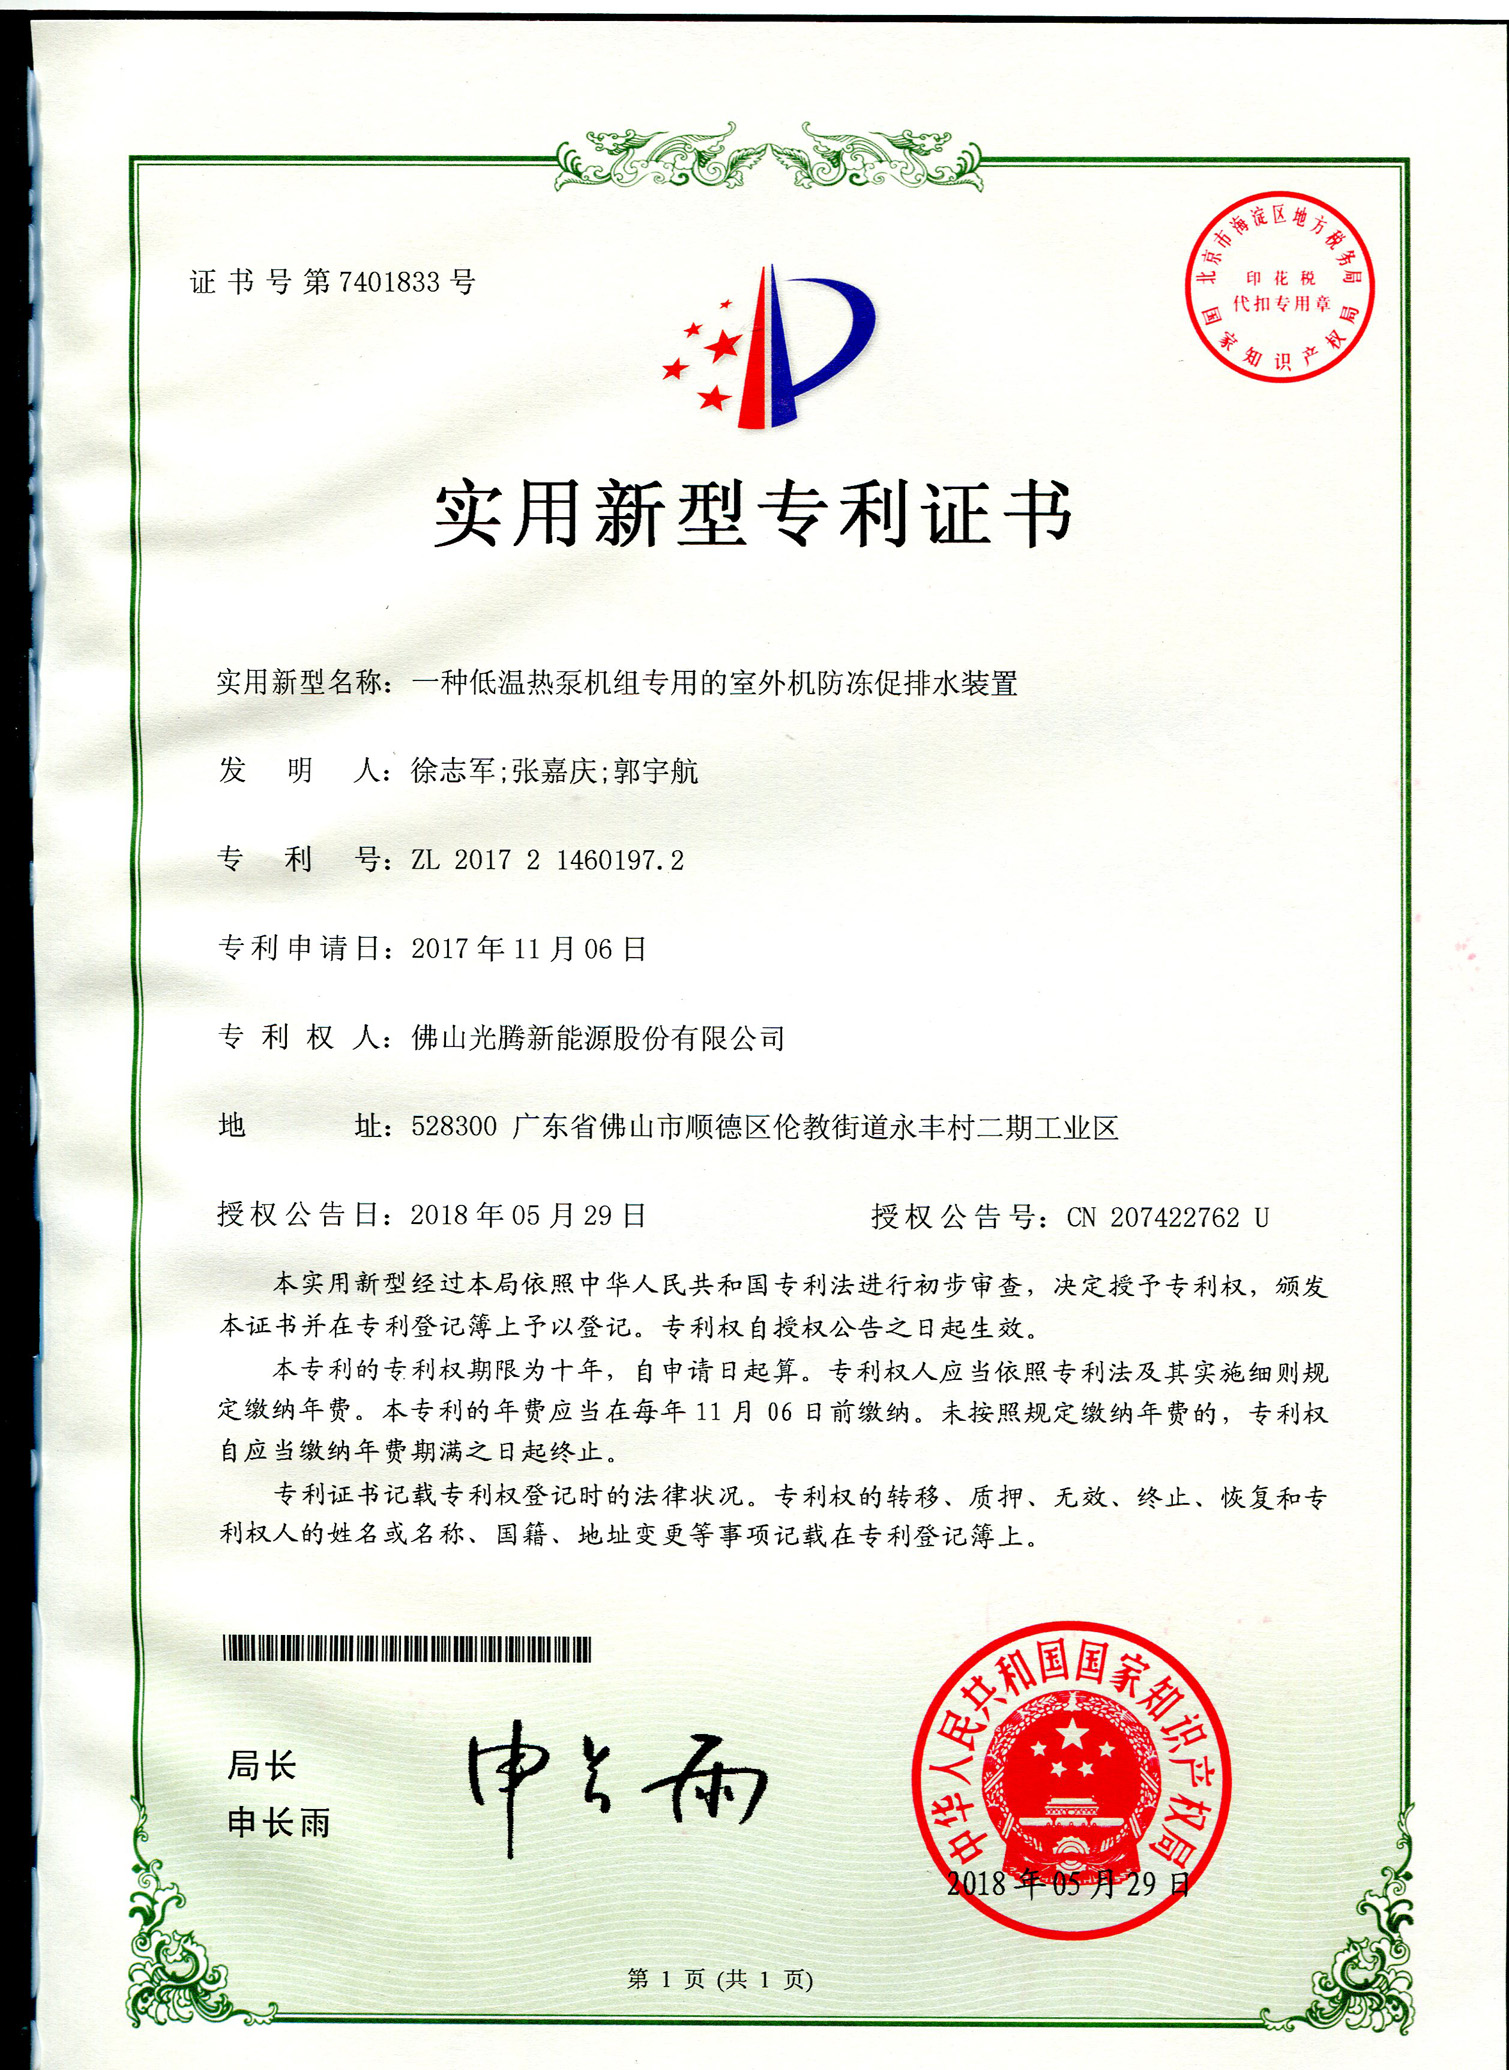 证书号第7401833号
北京市海淀区地方税务局
印花税
代扣专用章
国家知识产权局
实用新型专利证书
实用新型名称：一种低温热泵机组专用的室外机防冻促排水装置
发明人：徐志军;张嘉庆;郭宇航
专利号：ZL 2017 2 1460197.2
专利申请日：2017年11月06日
专利权人：佛山光腾新能源股份有限公司
地址：528300 广东省佛山市顺德区伦教街道永丰村二期工业区
授权公告日：2018年05月29日 授权公告号：CN 207422762 U
本实用新型经过本局依照中华人民共和国专利法进行初步审查，决定授予专利权，颁发
本证书并在专利登记簿上予以登记。专利权自授权公告之日起生效。
本专利的专利权期限为十年，自申请日起算。专利权人应当依照专利法及其实施细则规
定缴纳年费。本专利的年费应当在每年11月06日前缴纳。未按照规定缴纳年费的，专利权
自应当缴纳年费期满之日起终止。
专利证书记载专利权登记时的法律状况。专利权的转移、质押、无效、终止、恢复和专
利权人的姓名或名称、国籍、地址变更等事项记载在专利登记簿上。
局长
申长雨
申长雨
中华人民共和国国家知识产权局
2018年05月29日
第 1 页 (共 1 页)